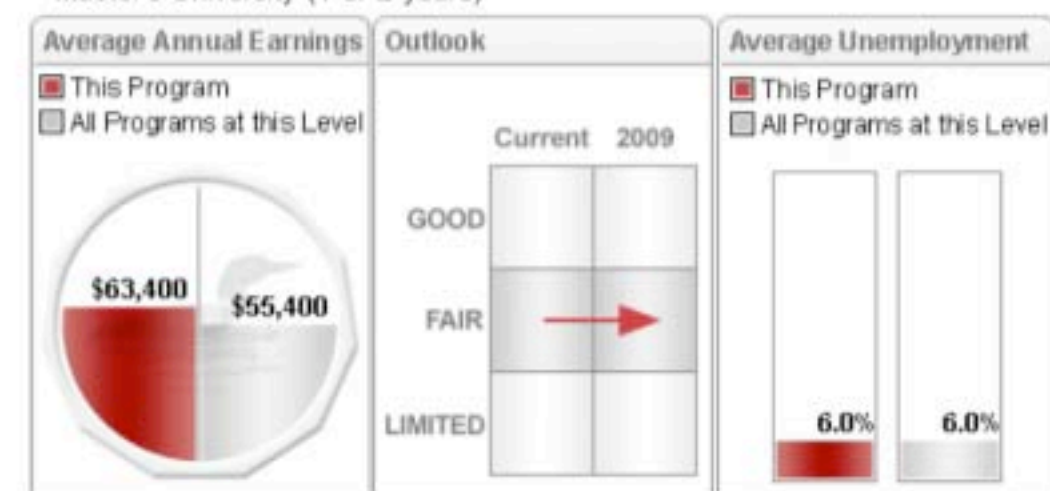 Average Annual Earnings
This Program
All Programs at this Level
$63,400
$55,400
Outlook
Current 2009
GOOD
FAIR
LIMITED
Average Unemployment
This Program
All Programs at this Level
6.0% 6.0%